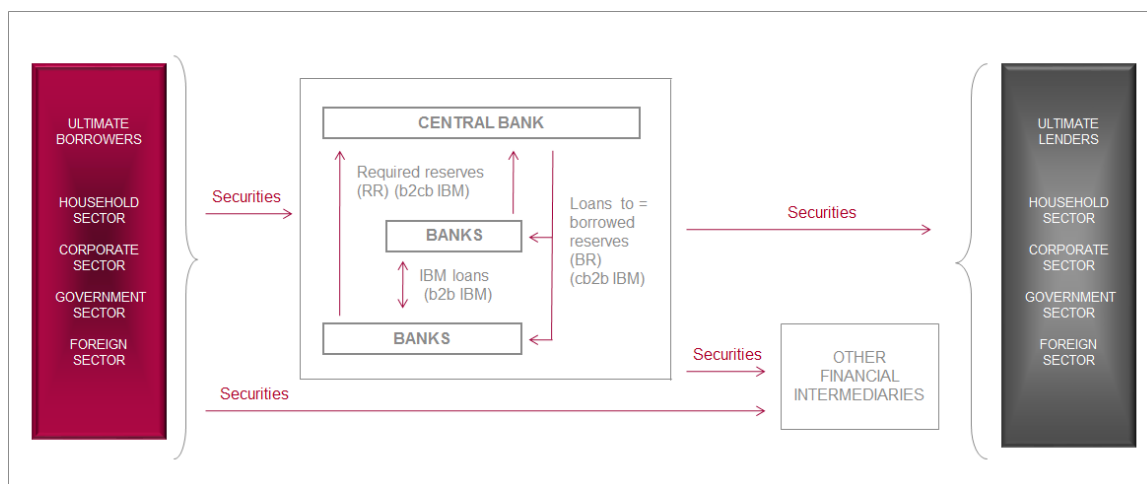 ULTIMATE
BORROWERS
HOUSEHOLD
SECTOR
CORPORATE
SECTOR
GOVERNMENT
SECTOR
FOREIGN
SECTOR
Securities
Securities
CENTRAL BANK
Required reserves
(RR) (b2cb IBM)
BANKS
IBM loans
(b2b IBM)
BANKS
Loans to =
borrowed
reserves
(BR)
(cb2b IBM)
Securities
Securities
OTHER
FINANCIAL
INTERMEDIARIES
ULTIMATE
LENDERS
HOUSEHOLD
SECTOR
CORPORATE
SECTOR
GOVERNMENT
SECTOR
FOREIGN
SECTOR